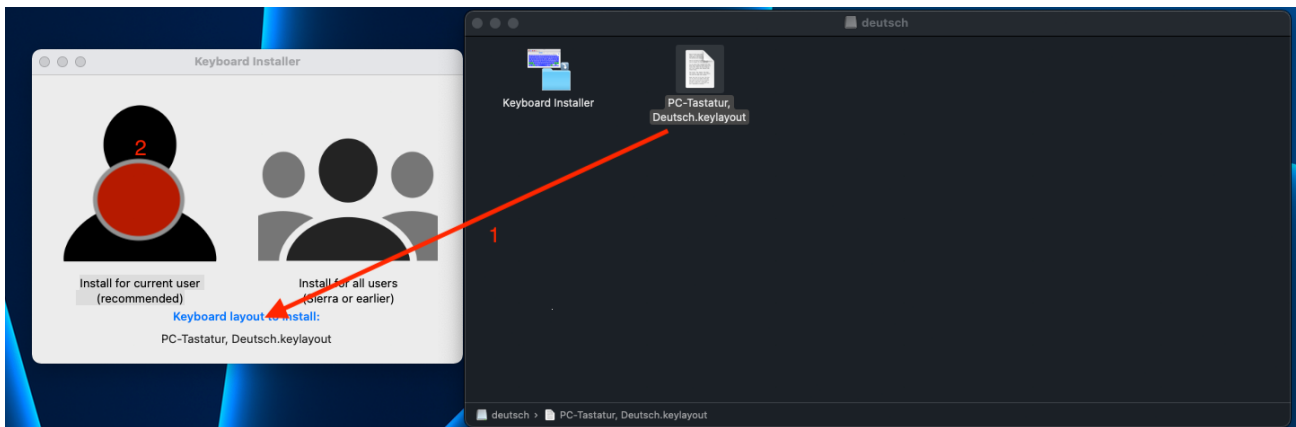 Keyboard Installer
2
Install for current user
(recommended)
Install for all users
(Sierra or earlier)
Keyboard layout to install:
PC-Tastatur, Deutsch.keylayout
deutsch
Keyboard Installer
PC-Tastatur,
Deutsch.keylayout
1
deutsch › PC-Tastatur, Deutsch.keylayout